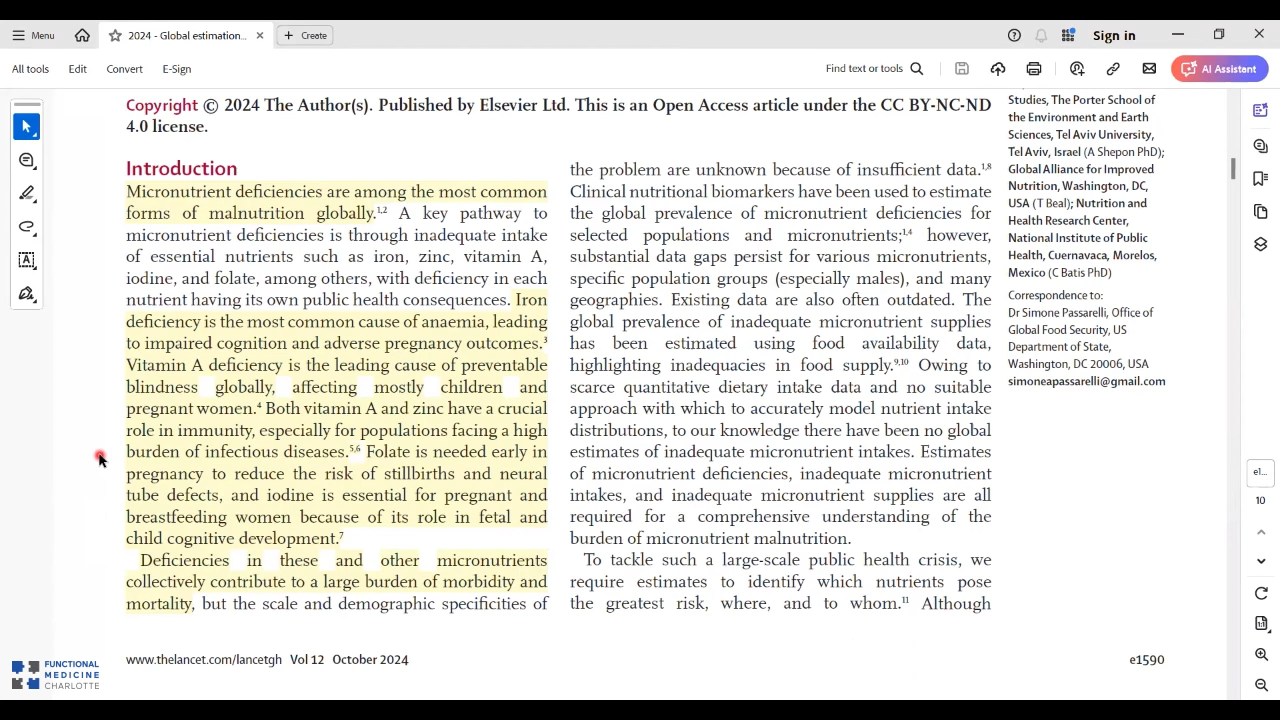 Menu
2024 - Global estimation...
Create
Sign in
All tools
Edit
Convert
E-Sign
Find text or tools
AI Assistant
Copyright © 2024 The Author(s). Published by Elsevier Ltd. This is an Open Access article under the CC BY-NC-ND
4.0 license.
Introduction
Micronutrient deficiencies are among the most common
forms of malnutrition globally.1,2 A key pathway to
micronutrient deficiencies is through inadequate intake
of essential nutrients such as iron, zinc, vitamin A,
iodine, and folate, among others, with deficiency in each
nutrient having its own public health consequences. Iron
deficiency is the most common cause of anaemia, leading
to impaired cognition and adverse pregnancy outcomes.3
Vitamin A deficiency is the leading cause of preventable
blindness globally, affecting mostly children and
pregnant women.4 Both vitamin A and zinc have a crucial
role in immunity, especially for populations facing a high
burden of infectious diseases.5,6 Folate is needed early in
pregnancy to reduce the risk of stillbirths and neural
tube defects, and iodine is essential for pregnant and
breastfeeding women because of its role in fetal and
child cognitive development.7
Deficiencies in these and other micronutrients
collectively contribute to a large burden of morbidity and
mortality, but the scale and demographic specificities of
the problem are unknown because of insufficient data.1,8
Clinical nutritional biomarkers have been used to estimate
the global prevalence of micronutrient deficiencies for
selected populations and micronutrients;1,4 however,
substantial data gaps persist for various micronutrients,
specific population groups (especially males), and many
geographies. Existing data are also often outdated. The
global prevalence of inadequate micronutrient supplies
has been estimated using food availability data,
highlighting inadequacies in food supply.9,10 Owing to
scarce quantitative dietary intake data and no suitable
approach with which to accurately model nutrient intake
distributions, to our knowledge there have been no global
estimates of inadequate micronutrient intakes. Estimates
of micronutrient deficiencies, inadequate micronutrient
intakes, and inadequate micronutrient supplies are all
required for a comprehensive understanding of the
burden of micronutrient malnutrition.
To tackle such a large-scale public health crisis, we
require estimates to identify which nutrients pose
the greatest risk, where, and to whom.11 Although
Studies, The Porter School of
the Environment and Earth
Sciences, Tel Aviv University,
Tel Aviv, Israel (A Shepon PhD);
Global Alliance for Improved
Nutrition, Washington, DC,
USA (T Beal); Nutrition and
Health Research Center,
National Institute of Public
Health, Cuernavaca, Morelos,
Mexico (C Batis PhD)
Correspondence to:
Dr Simone Passarelli, Office of
Global Food Security, US
Department of State,
Washington, DC 20006, USA
simoneapassarelli@gmail.com
e1...
10
www.thelancet.com/lancetgh Vol 12 October 2024
e1590
FUNCTIONAL
MEDICINE
CHARLOTTE